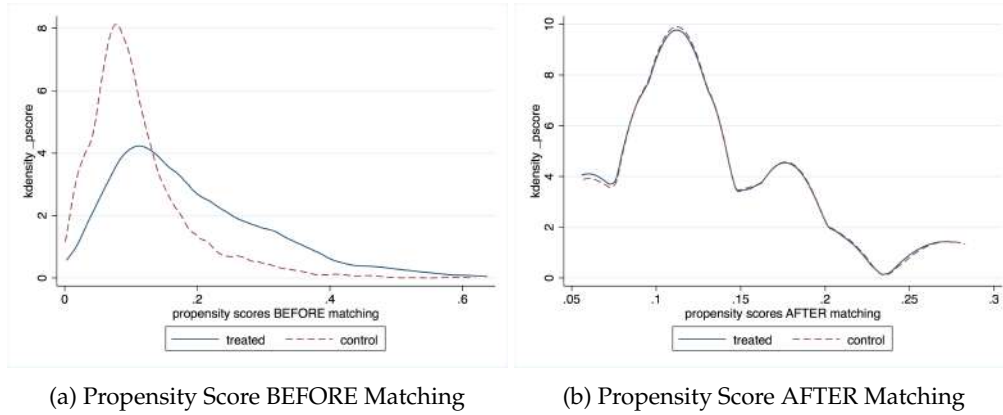 kdensity _pscore
8
6
4
2
0
0 .2 .4 .6
propensity scores BEFORE matching
treated control
(a) Propensity Score BEFORE Matching
kdensity _pscore
10
8
6
4
2
0
.05 .1 .15 .2 .25 .3
propensity scores AFTER matching
treated control
(b) Propensity Score AFTER Matching